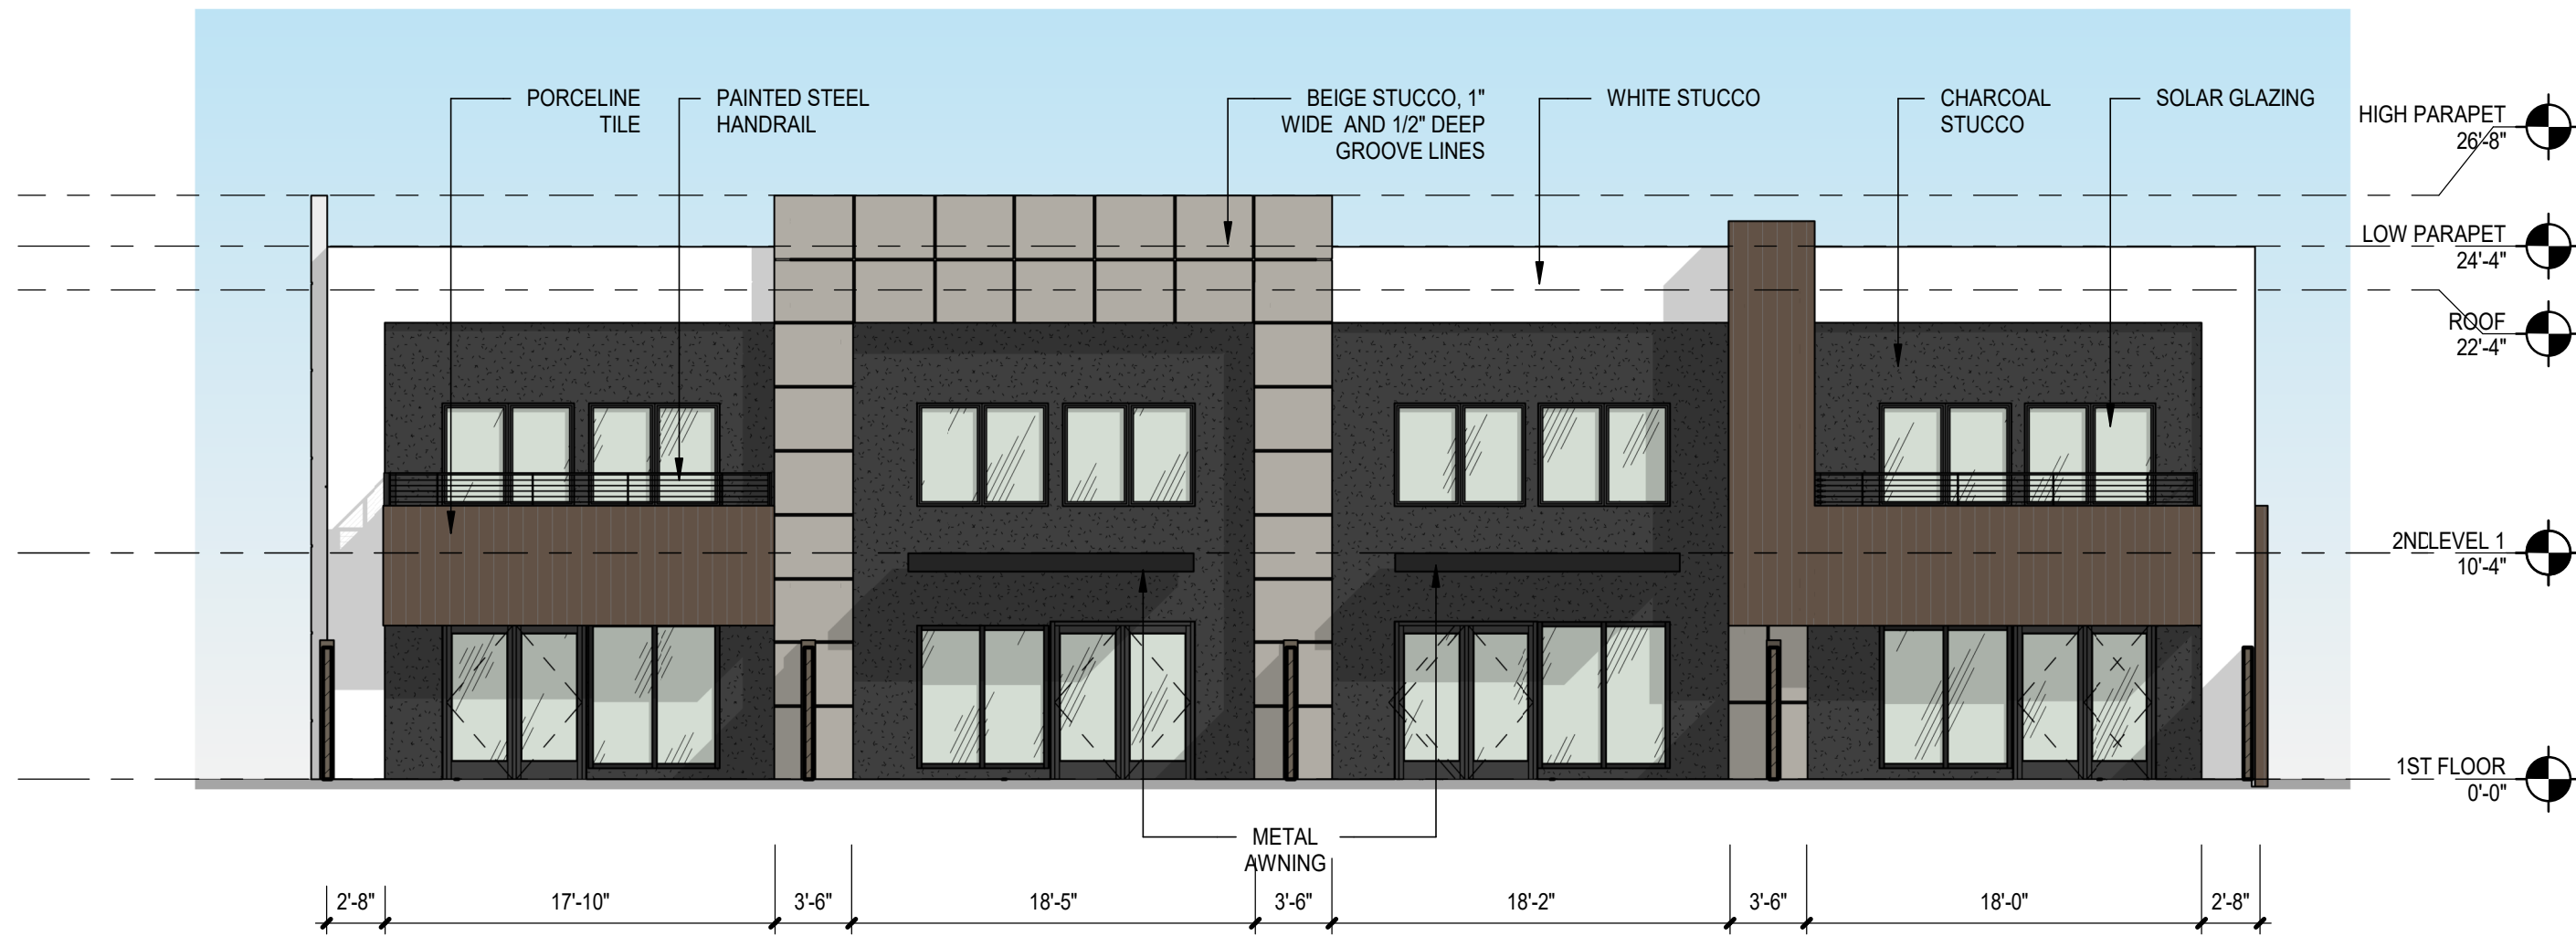 PORCELINE
TILE
PAINTED STEEL
HANDRAIL
BEIGE STUCCO, 1"
WIDE AND 1/2" DEEP
GROOVE LINES
WHITE STUCCO
CHARCOAL
STUCCO
SOLAR GLAZING
HIGH PARAPET
26'-8"
LOW PARAPET
24'-4"
ROOF
22'-4"
2NDLEVEL 1
10'-4"
1ST FLOOR
0'-0"
METAL
AWNING
2'-8"
17'-10"
3'-6"
18'-5"
3'-6"
18'-2"
3'-6"
18'-0"
2'-8"